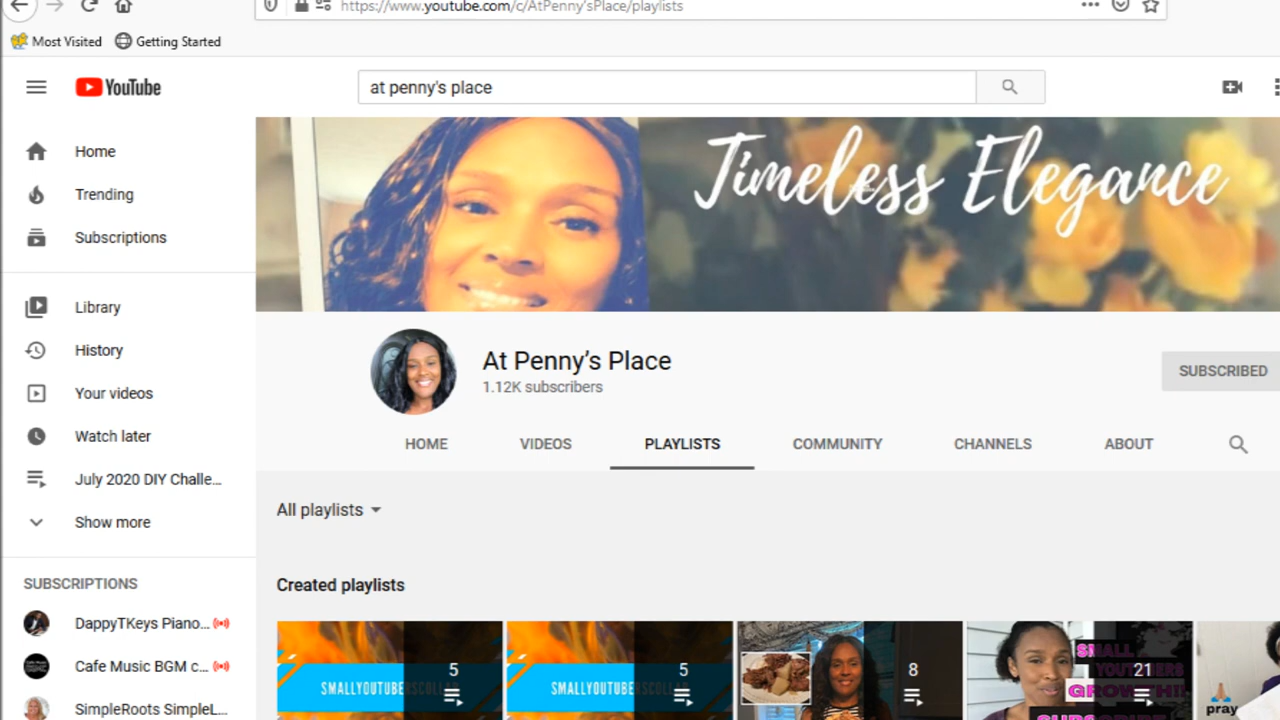 https://www.youtube.com/c/AtPenny'sPlace/playlists
Most Visited
Getting Started
YouTube
at penny's place
Home
Trending
Subscriptions
Library
History
Your videos
Watch later
July 2020 DIY Challe...
Show more
SUBSCRIPTIONS
DappyTKeys Piano...
Cafe Music BGM c...
SimpleRoots SimpleL...
Timeless Elegance
At Penny's Place
1.12K subscribers
SUBSCRIBED
HOME VIDEOS PLAYLISTS COMMUNITY CHANNELS ABOUT
All playlists
Created playlists
SMALLYOUTUBERSCOLLAB
5
SMALLYOUTUBERSCOLLAB
5
8
SMALL
YOUTUBERS
GROWTH!!
21
pray